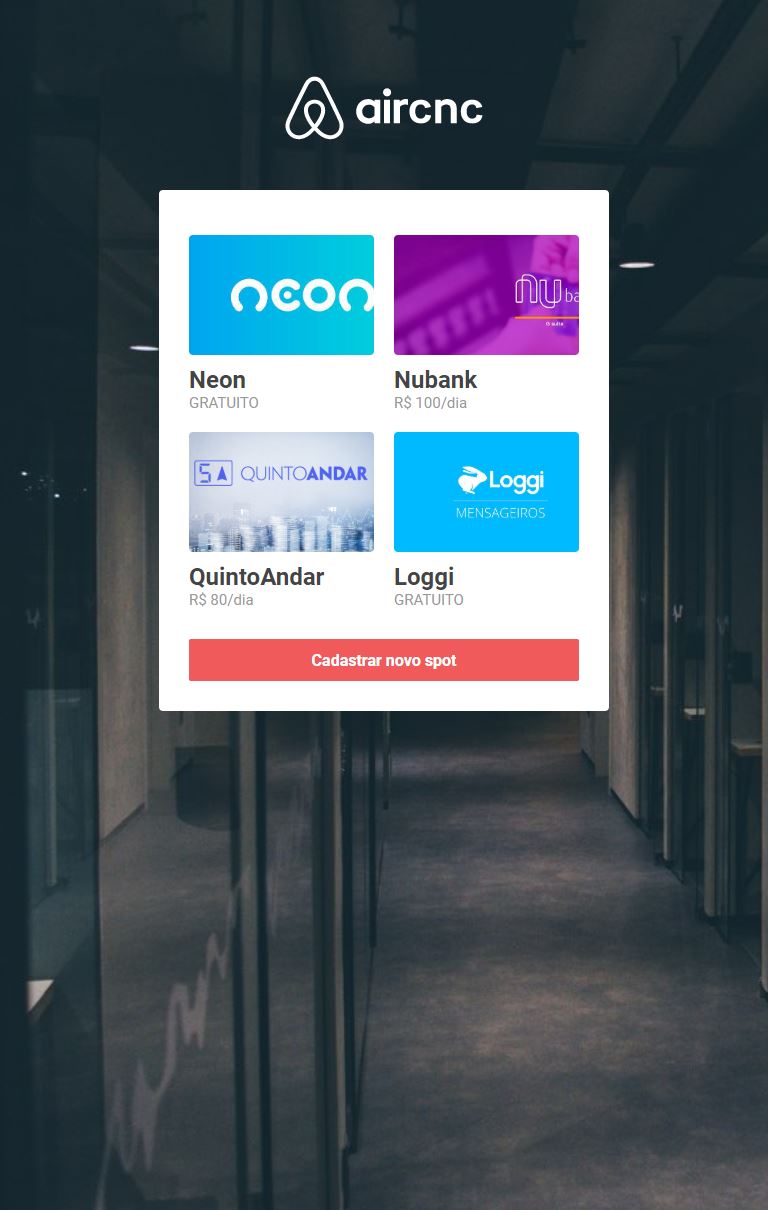 aircnc
neon
nu ba
Neon
GRATUITO
Nubank
R$ 100/dia
5A QUINTOANDAR
Loggi
MENSAGEIROS
QuintoAndar
R$ 80/dia
Loggi
GRATUITO
Cadastrar novo spot